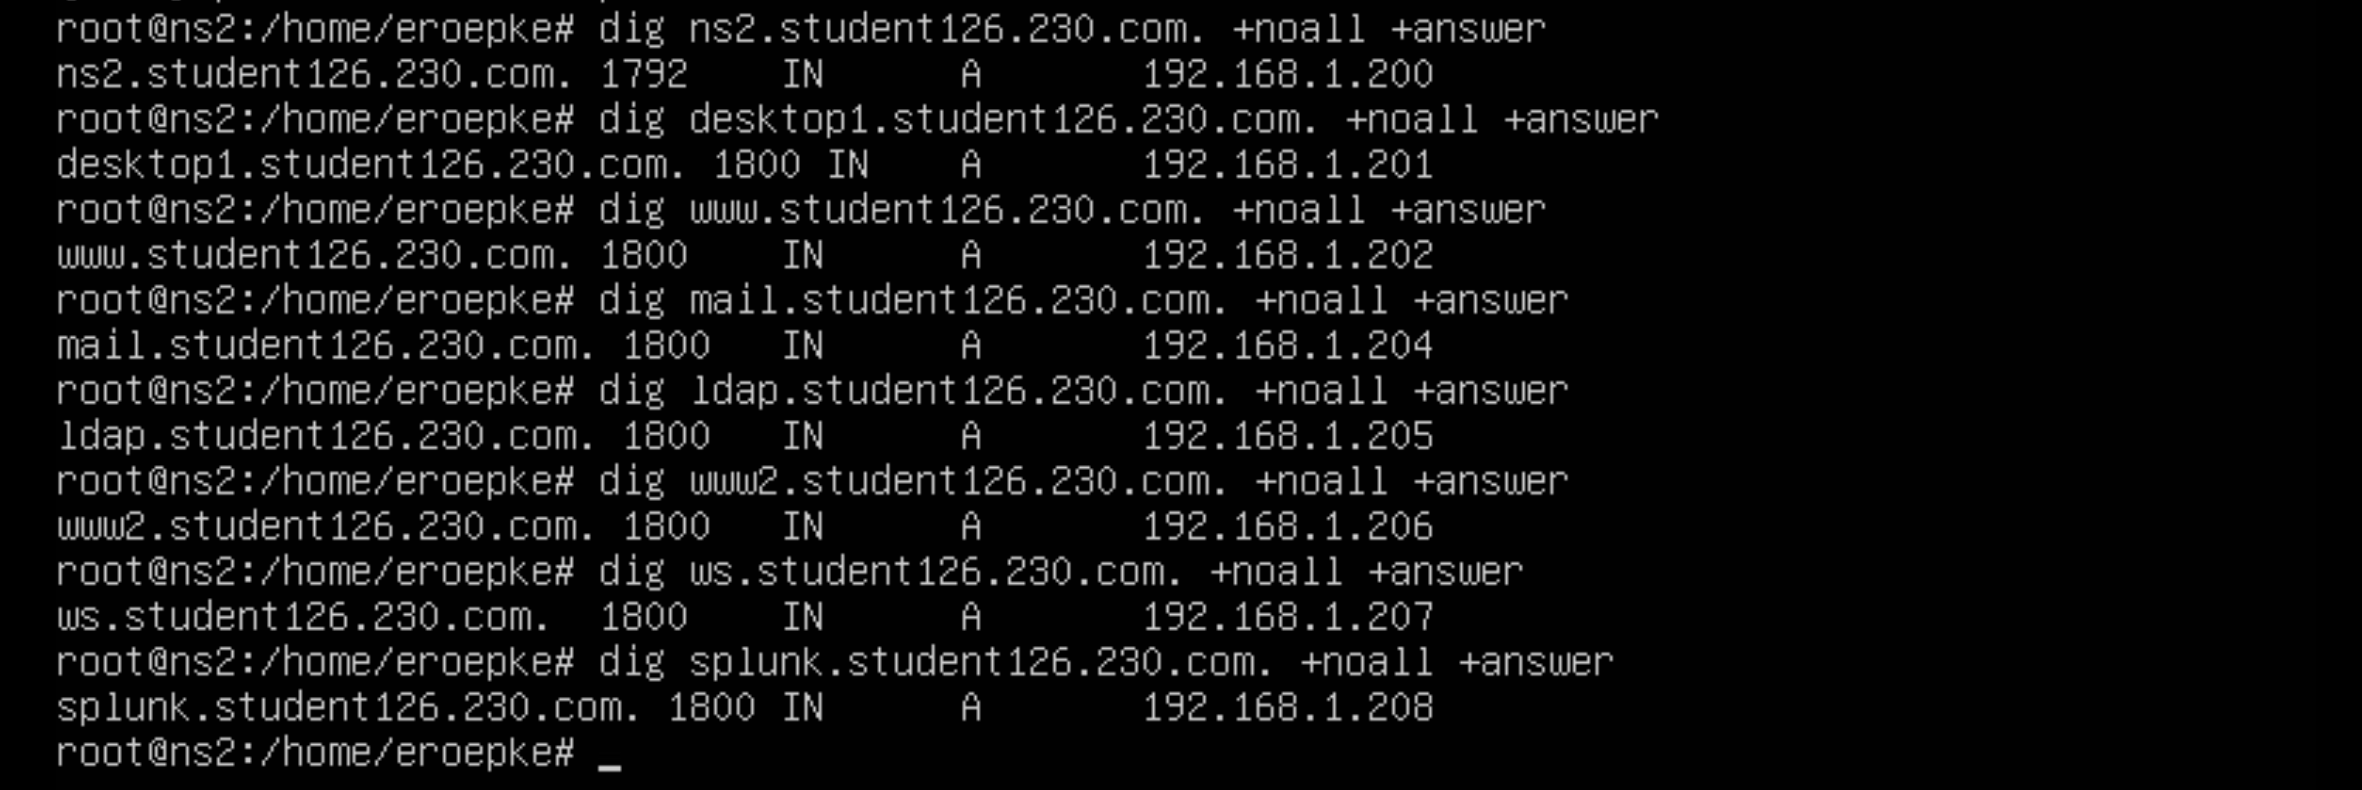 root@ns2:/home/eroepke# dig ns2.student126.230.com. +noall +answer
ns2.student126.230.com. 1792    IN      A       192.168.1.200
root@ns2:/home/eroepke# dig desktop1.student126.230.com. +noall +answer
desktop1.student126.230.com. 1800 IN    A       192.168.1.201
root@ns2:/home/eroepke# dig www.student126.230.com. +noall +answer
www.student126.230.com. 1800    IN      A       192.168.1.202
root@ns2:/home/eroepke# dig mail.student126.230.com. +noall +answer
mail.student126.230.com. 1800   IN      A       192.168.1.204
root@ns2:/home/eroepke# dig ldap.student126.230.com. +noall +answer
ldap.student126.230.com. 1800   IN      A       192.168.1.205
root@ns2:/home/eroepke# dig www2.student126.230.com. +noall +answer
www2.student126.230.com. 1800   IN      A       192.168.1.206
root@ns2:/home/eroepke# dig ws.student126.230.com. +noall +answer
ws.student126.230.com.  1800    IN      A       192.168.1.207
root@ns2:/home/eroepke# dig splunk.student126.230.com. +noall +answer
splunk.student126.230.com. 1800 IN      A       192.168.1.208
root@ns2:/home/eroepke# _